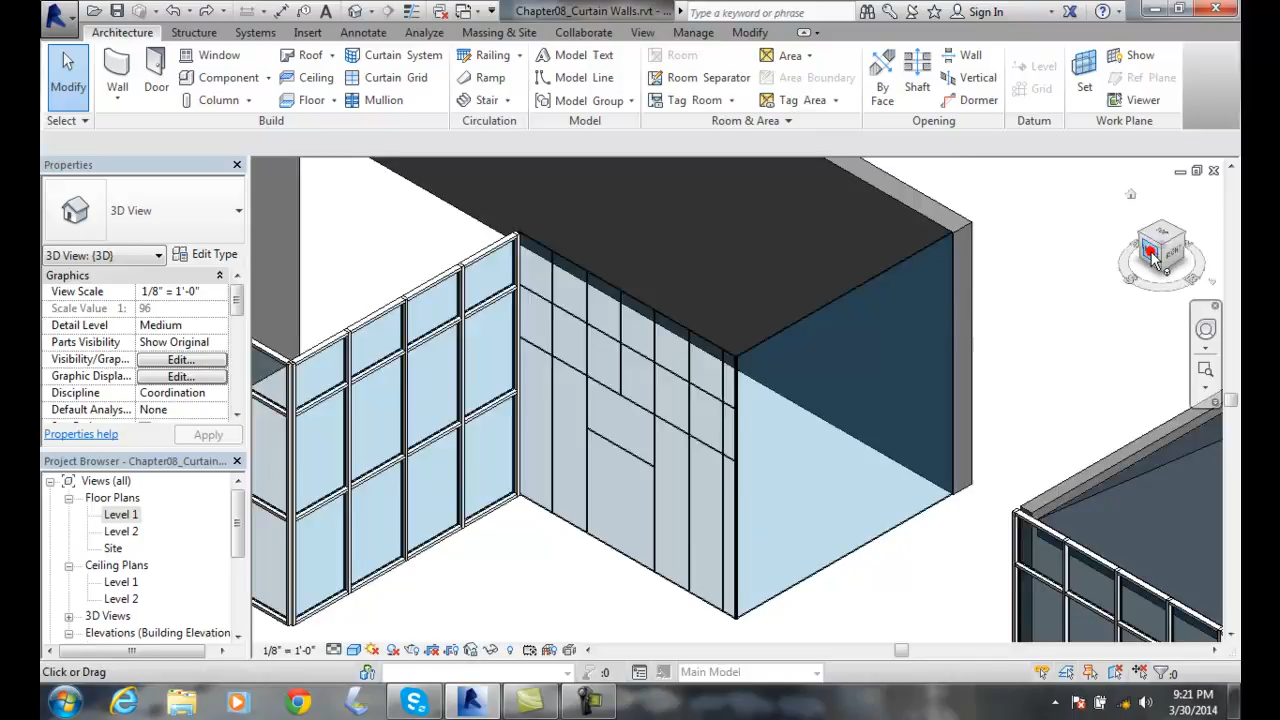 Chapter08_Curtain Walls.rvt - ...
Type a keyword or phrase
Sign In
Architecture Structure Systems Insert Annotate Analyze Massing & Site Collaborate View Manage Modify
Modify
Select
Wall
Door
Window
Component
Column
Roof
Ceiling
Floor
Curtain System
Curtain Grid
Mullion
Build
Railing
Ramp
Stair
Circulation
Model Text
Model Line
Model Group
Model
Room
Room Separator
Tag Room
Area
Area Boundary
Tag Area
Room & Area
By Face
Shaft
Wall
Vertical
Dormer
Opening
Level
Grid
Datum
Set
Show
Ref Plane
Viewer
Work Plane
Properties
3D View
3D View: {3D}
Edit Type
Graphics
View Scale 1/8" = 1'-0"
Scale Value 1: 96
Detail Level Medium
Parts Visibility Show Original
Visibility/Grap... Edit...
Graphic Displa... Edit...
Discipline Coordination
Default Analys... None
Properties help
Apply
Project Browser - Chapter08_Curtain...
Views (all)
Floor Plans
Level 1
Level 2
Site
Ceiling Plans
Level 1
Level 2
3D Views
Elevations (Building Elevation)
1/8" = 1'-0"
Click or Drag
:0
Main Model
:0
9:21 PM
3/30/2014